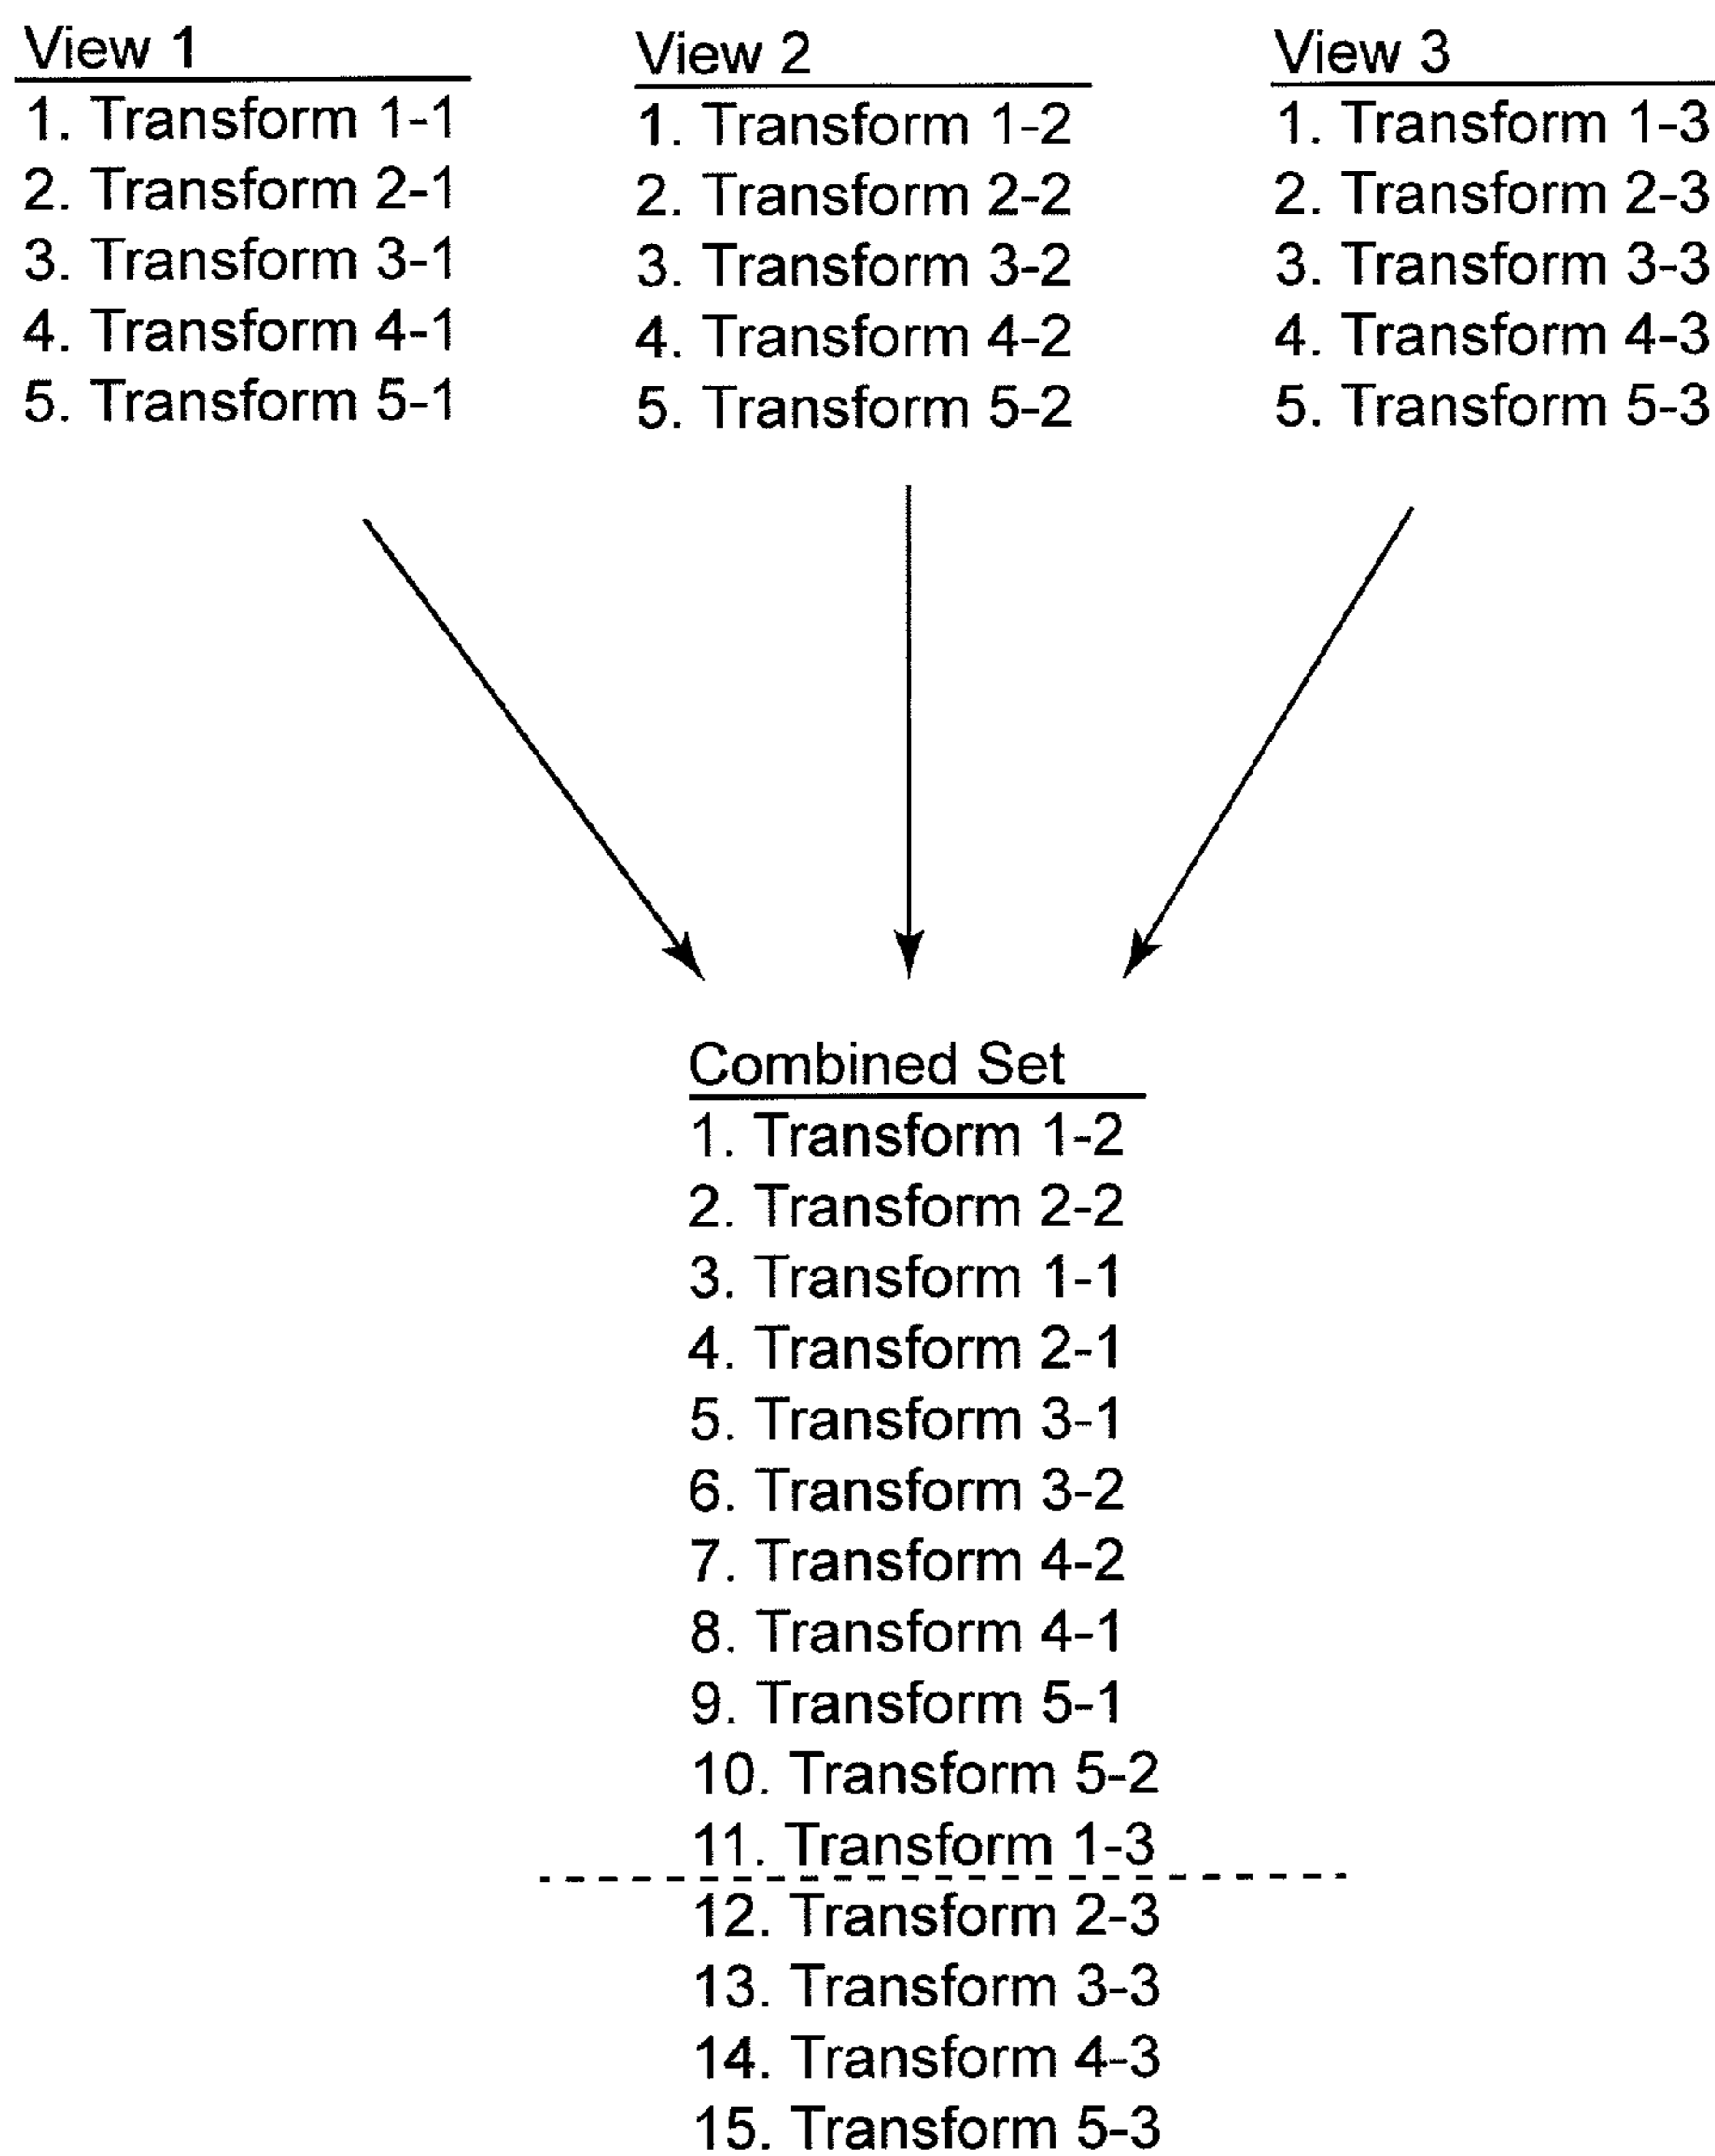 View 1
1. Transform 1-1
2. Transform 2-1
3. Transform 3-1
4. Transform 4-1
5. Transform 5-1
View 2
1. Transform 1-2
2. Transform 2-2
3. Transform 3-2
4. Transform 4-2
5. Transform 5-2
View 3
1. Transform 1-3
2. Transform 2-3
3. Transform 3-3
4. Transform 4-3
5. Transform 5-3
Combined Set
1. Transform 1-2
2. Transform 2-2
3. Transform 1-1
4. Transform 2-1
5. Transform 3-1
6. Transform 3-2
7. Transform 4-2
8. Transform 4-1
9. Transform 5-1
10. Transform 5-2
11. Transform 1-3
12. Transform 2-3
13. Transform 3-3
14. Transform 4-3
15. Transform 5-3